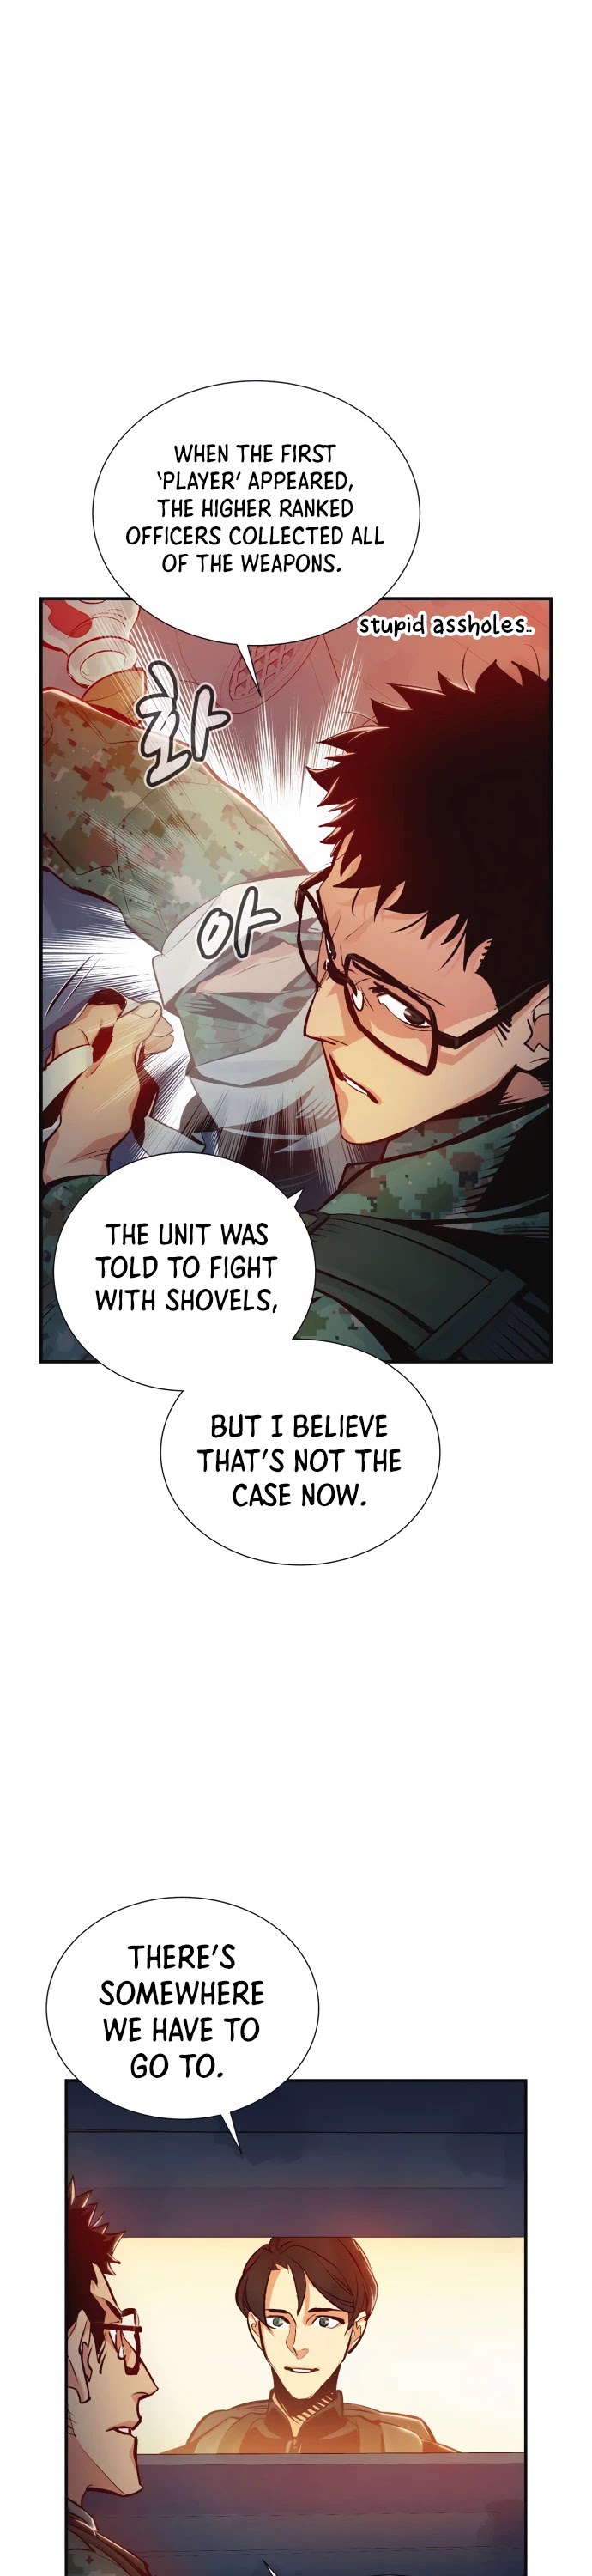 WHEN THE FIRST
‘PLAYER’ APPEARED,
THE HIGHER RANKED
OFFICERS COLLECTED ALL
OF THE WEAPONS.
stupid assholes..
화
아
THE UNIT WAS
TOLD TO FIGHT
WITH SHOVELS,
BUT I BELIEVE
THAT'S NOT THE
CASE NOW.
THERE'S
SOMEWHERE
WE HAVE TO
GO TO.